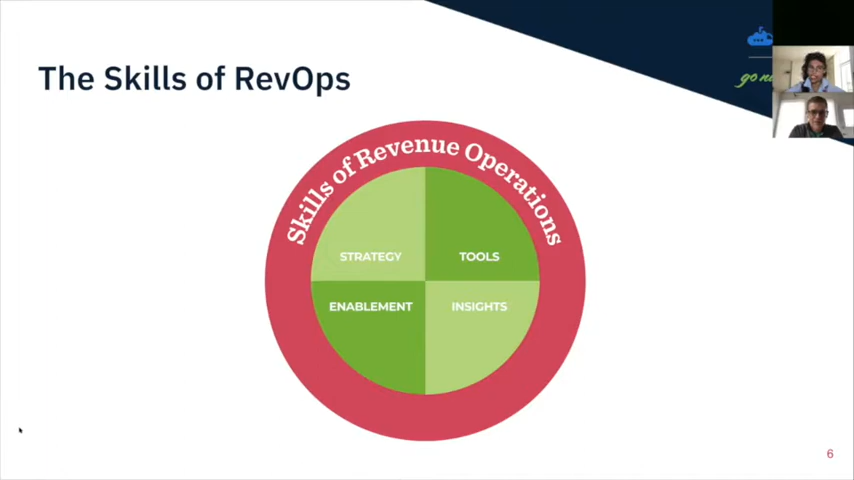 The Skills of RevOps
Skills of Revenue Operations
STRATEGY
TOOLS
ENABLEMENT
INSIGHTS
6